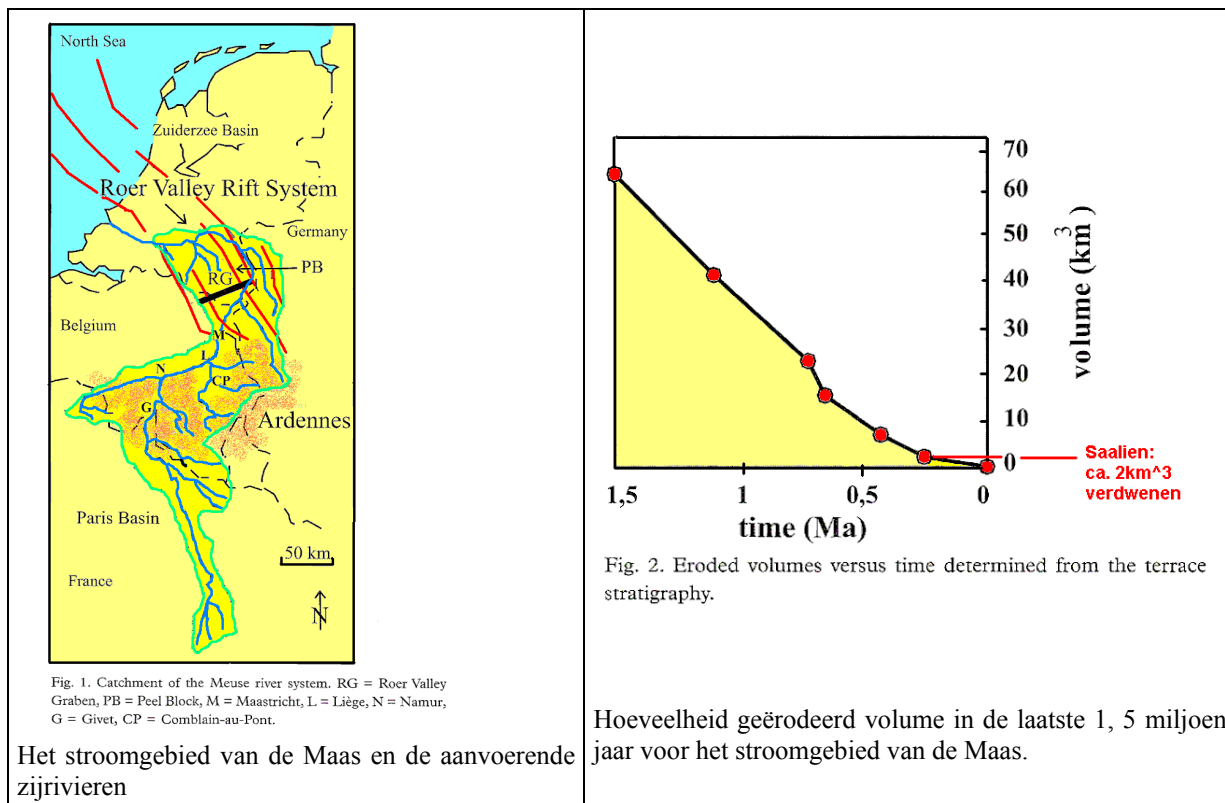 North Sea
Zuiderzee Basin
Roer Valley Rift System
Germany
PB
RG
Belgium
M
L
N
CP
G
Ardennes
Paris Basin
50 km
France
N
Fig. 1. Catchment of the Meuse river system. RG = Roer Valley
Graben, PB = Peel Block, M = Maastricht, L = Liège, N = Namur,
G = Givet, CP = Comblain-au-Pont.
Het stroomgebied van de Maas en de aanvoerende
zijrivieren
70
60
50
40
30
20
10
0
volume (km³)
Saalien:
ca. 2km^3
verdwenen
1,5 1 0,5 0
time (Ma)
Fig. 2. Eroded volumes versus time determined from the terrace
stratigraphy.
Hoeveelheid geërodeerd volume in de laatste 1, 5 miljoen
jaar voor het stroomgebied van de Maas.